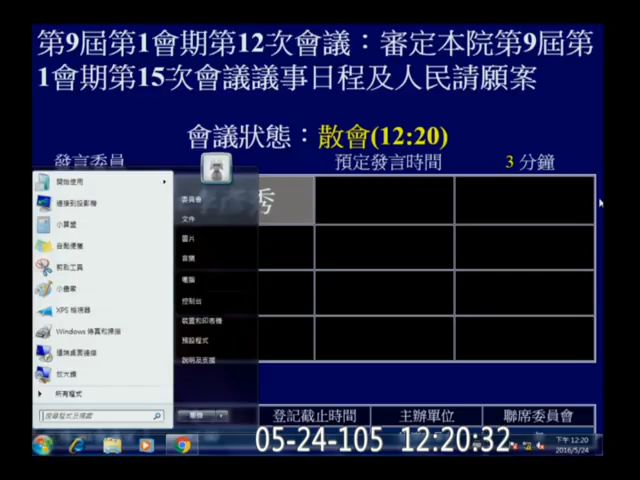 第9屆第1會期第12次會議：審定本院第9屆第
1會期第15次會議議事日程及人民請願案
會議狀態：散會(12:20)
發言委員
預定發言時間
3 分鐘
秀
開始使用
連接到投影機
小算盤
自黏便箋
剪取工具
小畫家
XPS 檢視器
Windows 傳真和掃描
遠端桌面連線
放大鏡
所有程式
搜尋程式及檔案
委員會
文件
圖片
音樂
電腦
控制台
裝置和印表機
預設程式
說明及支援
關機
登記截止時間
主辦單位
聯席委員會
05-24-105 12:20:32
下午 12:20
2016/5/24